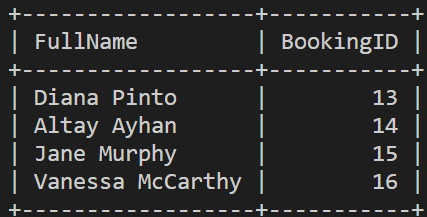 +------------------+-----------+
| FullName         | BookingID |
+------------------+-----------+
| Diana Pinto      |        13 |
| Altay Ayhan      |        14 |
| Jane Murphy      |        15 |
| Vanessa McCarthy |        16 |
+------------------+-----------+